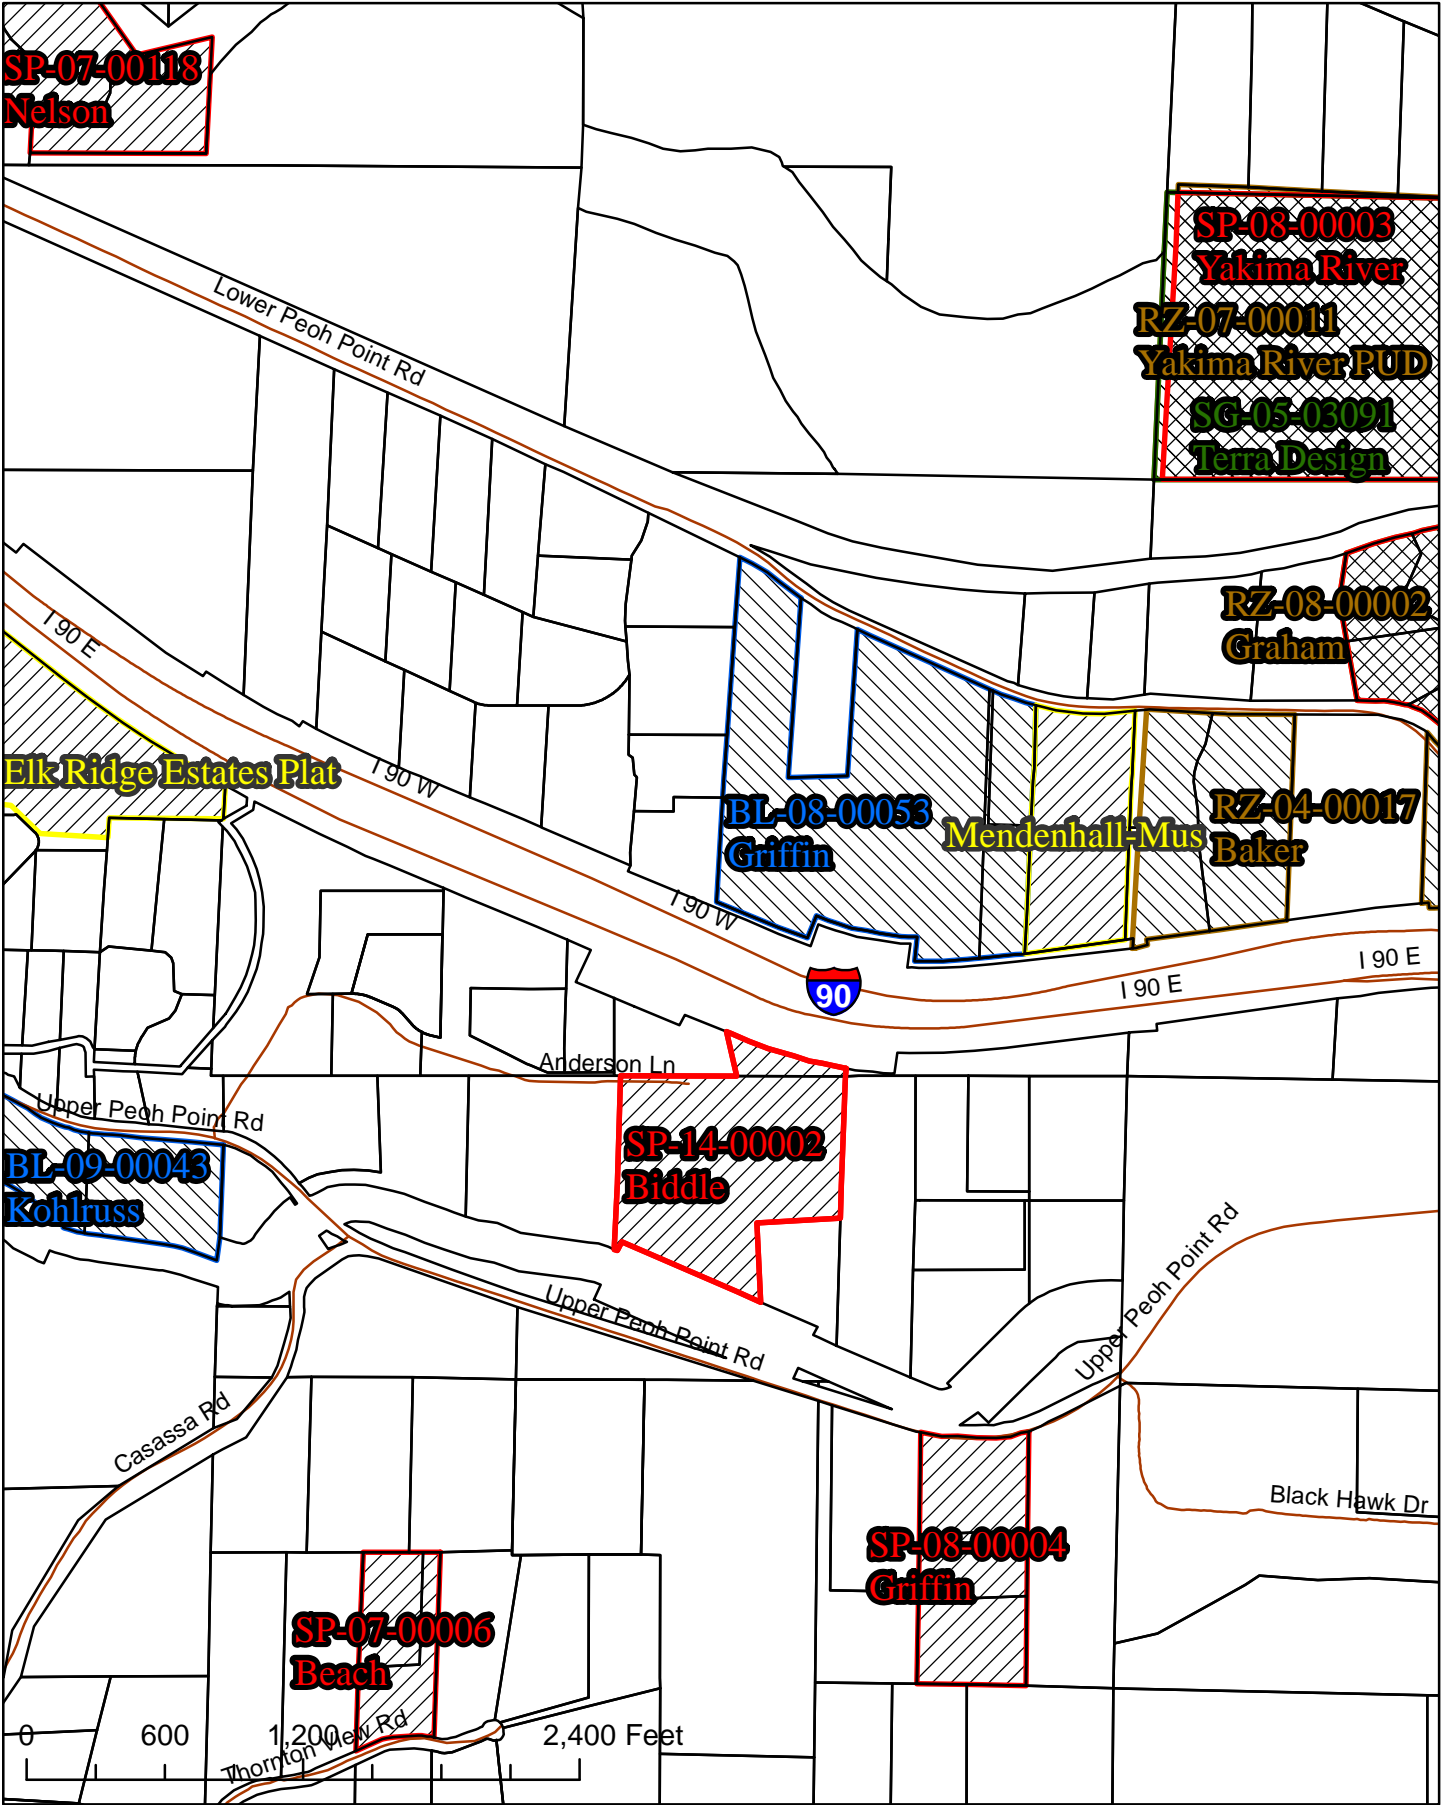 SP-07-00118
Nelson
SP-08-00003
Yakima River
RZ-07-00011
Yakima River PUD
SG-05-03091
Terra Design
Lower Peoh Point Rd
RZ-08-00002
Graham
I 90 E
Elk Ridge Estates Plat
I 90 W
BL-08-00053
Griffin
Mendenhall-Mus
RZ-04-00017
Baker
I 90 W
90
I 90 E
I 90 E
Anderson Ln
Upper Peoh Point Rd
SP-14-00002
Biddle
BL-09-00043
Kohlruss
Upper Peoh Point Rd
Upper Peoh Point Rd
Casassa Rd
Black Hawk Dr
SP-08-00004
Griffin
SP-07-00006
Beach
Thornton View Rd
0 600 1,200 2,400 Feet